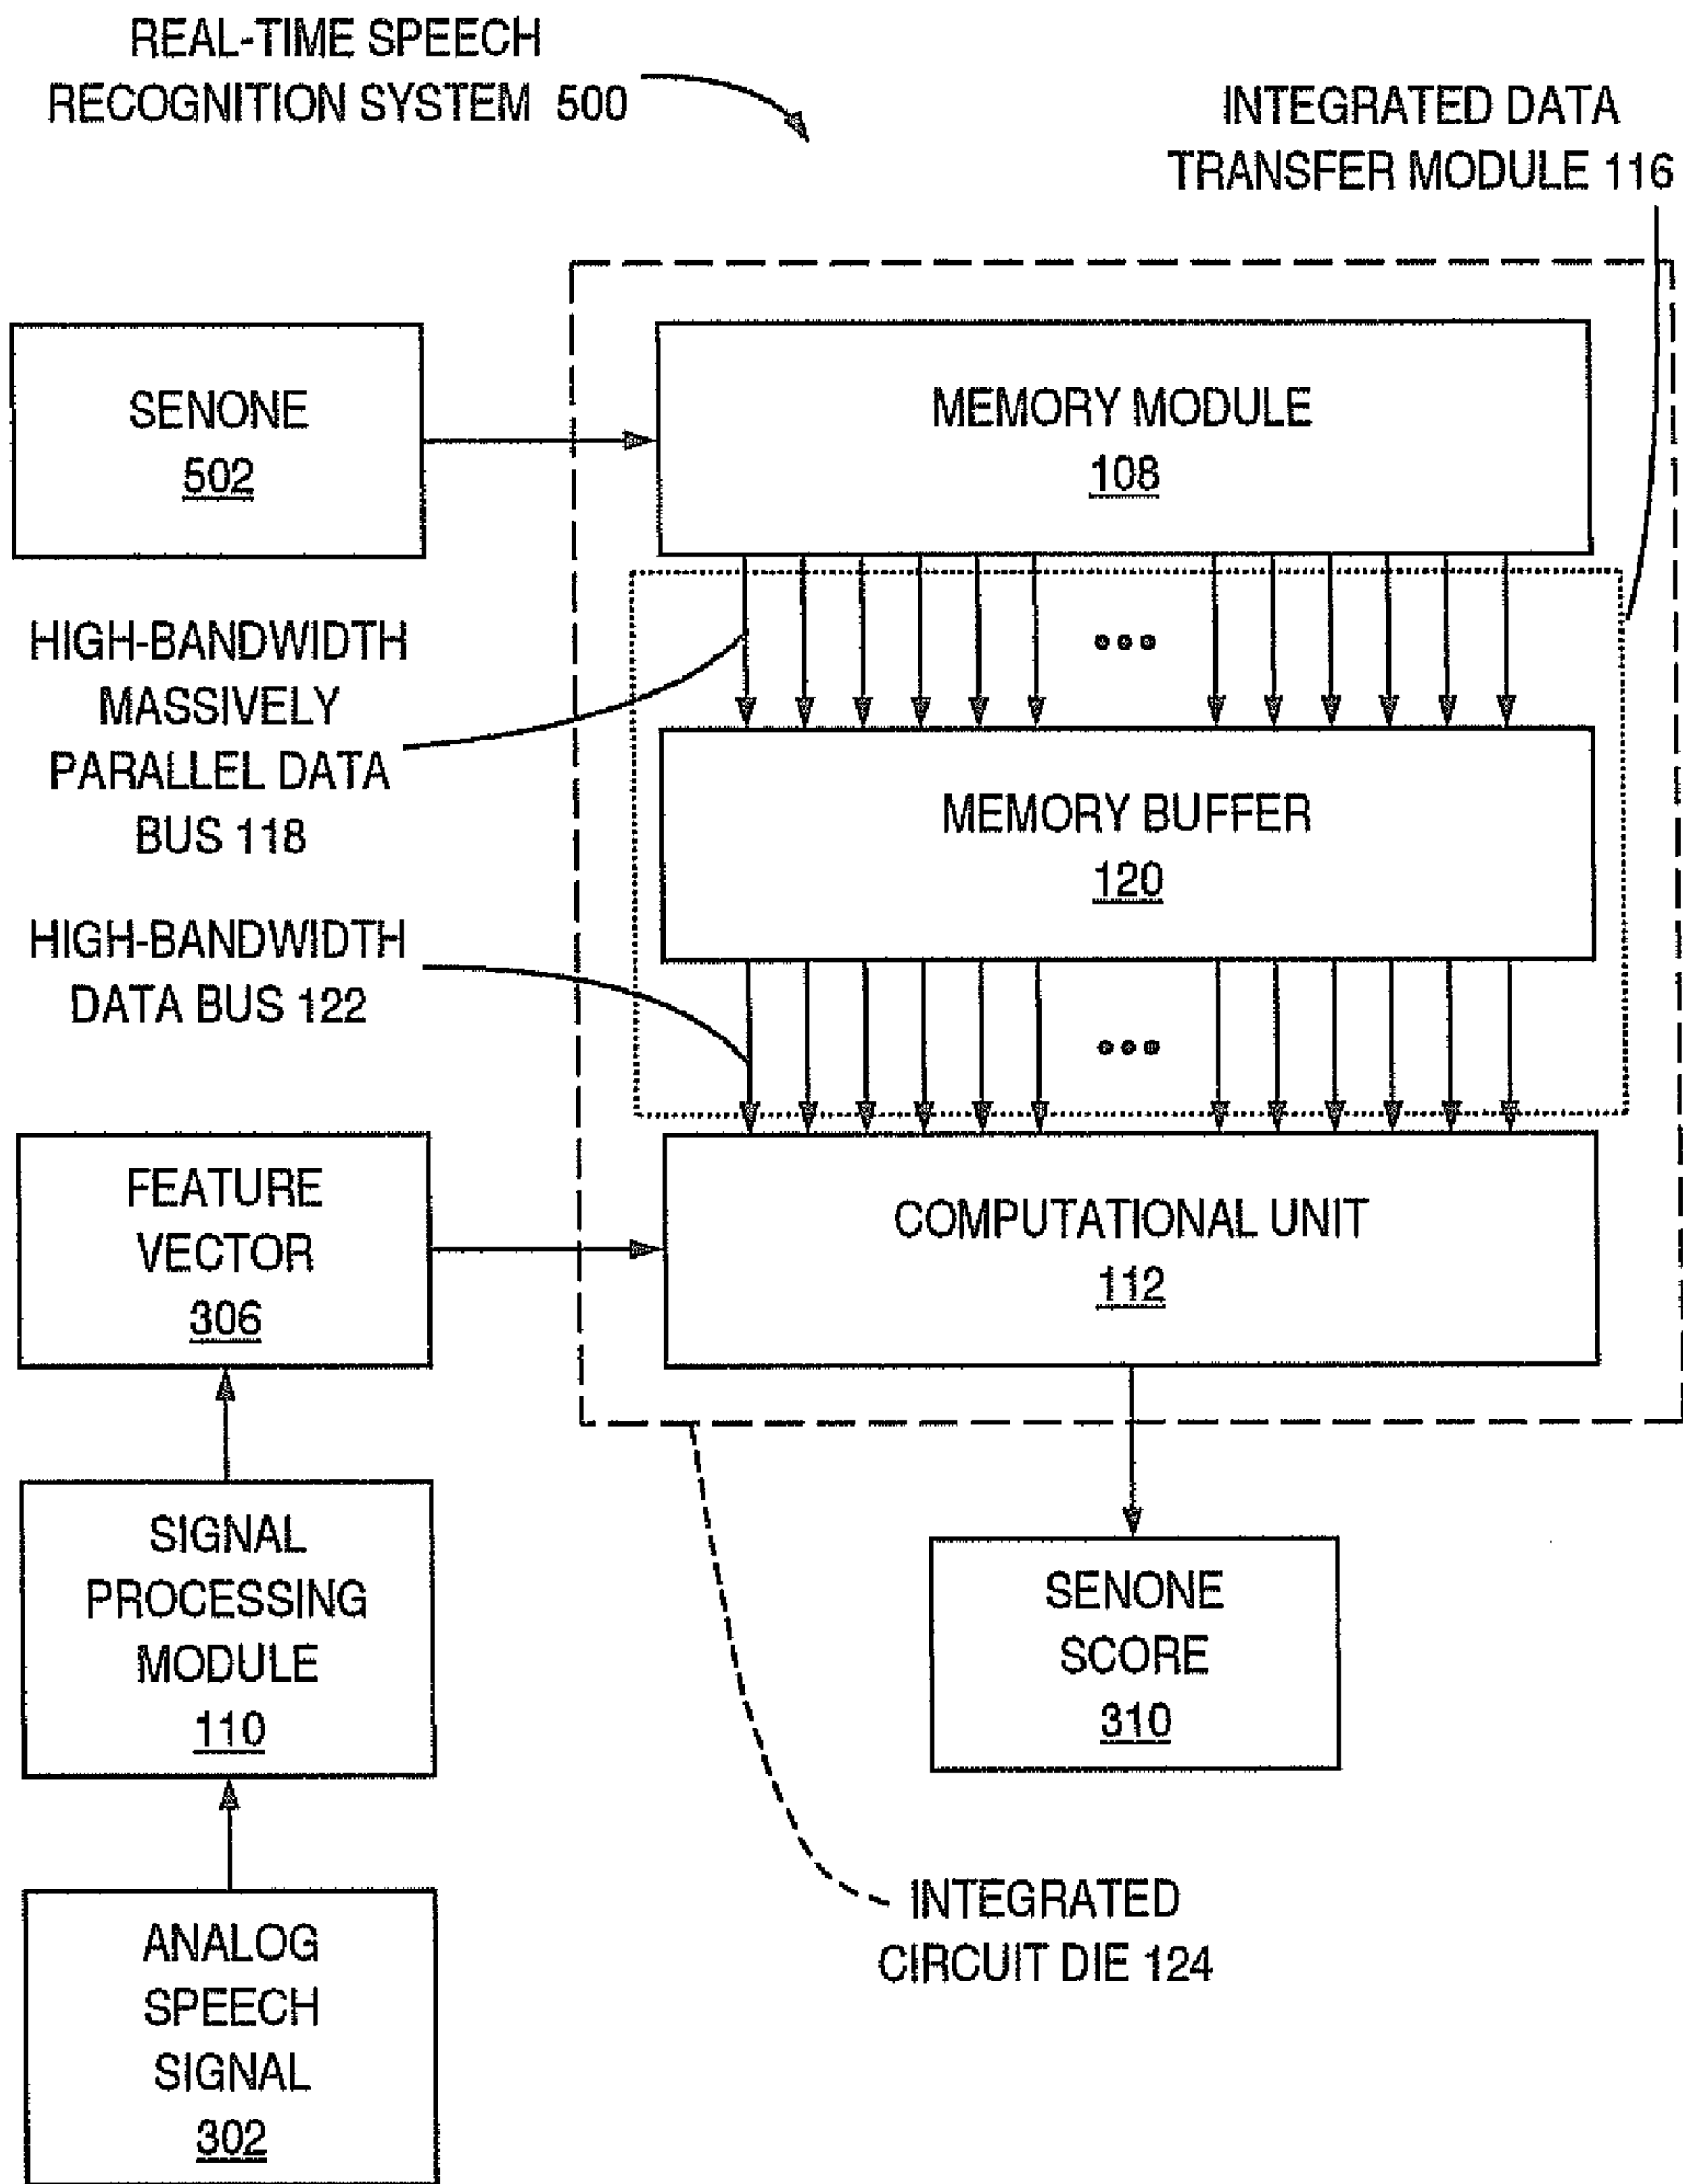 REAL-TIME SPEECH
RECOGNITION SYSTEM 500
INTEGRATED DATA
TRANSFER MODULE 116
SENONE
502
MEMORY MODULE
108
HIGH-BANDWIDTH
MASSIVELY
PARALLEL DATA
BUS 118
MEMORY BUFFER
120
HIGH-BANDWIDTH
DATA BUS 122
FEATURE
VECTOR
306
COMPUTATIONAL UNIT
112
SIGNAL
PROCESSING
MODULE
110
SENONE
SCORE
310
INTEGRATED
CIRCUIT DIE 124
ANALOG
SPEECH
SIGNAL
302